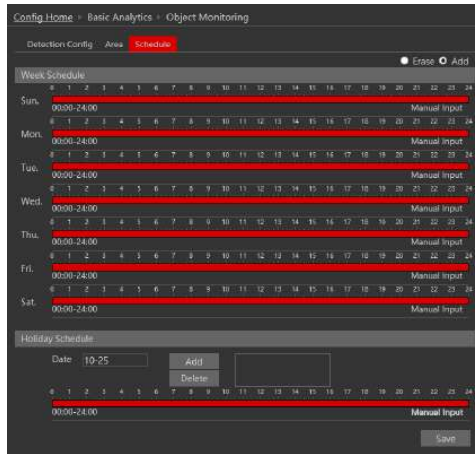 Config Home ▸ Basic Analytics ▸ Object Monitoring
Detection Config Area Schedule
Erase Add
Week Schedule
0 1 2 3 4 5 6 7 8 9 10 11 12 13 14 15 16 17 18 19 20 21 22 23 24
Sun.
00:00-24:00 Manual Input
0 1 2 3 4 5 6 7 8 9 10 11 12 13 14 15 16 17 18 19 20 21 22 23 24
Mon.
00:00-24:00 Manual Input
0 1 2 3 4 5 6 7 8 9 10 11 12 13 14 15 16 17 18 19 20 21 22 23 24
Tue.
00:00-24:00 Manual Input
0 1 2 3 4 5 6 7 8 9 10 11 12 13 14 15 16 17 18 19 20 21 22 23 24
Wed.
00:00-24:00 Manual Input
0 1 2 3 4 5 6 7 8 9 10 11 12 13 14 15 16 17 18 19 20 21 22 23 24
Thu.
00:00-24:00 Manual Input
0 1 2 3 4 5 6 7 8 9 10 11 12 13 14 15 16 17 18 19 20 21 22 23 24
Fri.
00:00-24:00 Manual Input
0 1 2 3 4 5 6 7 8 9 10 11 12 13 14 15 16 17 18 19 20 21 22 23 24
Sat.
00:00-24:00 Manual Input
Holiday Schedule
Date 10-25 Add
Delete
0 1 2 3 4 5 6 7 8 9 10 11 12 13 14 15 16 17 18 19 20 21 22 23 24
00:00-24:00 Manual Input
Save